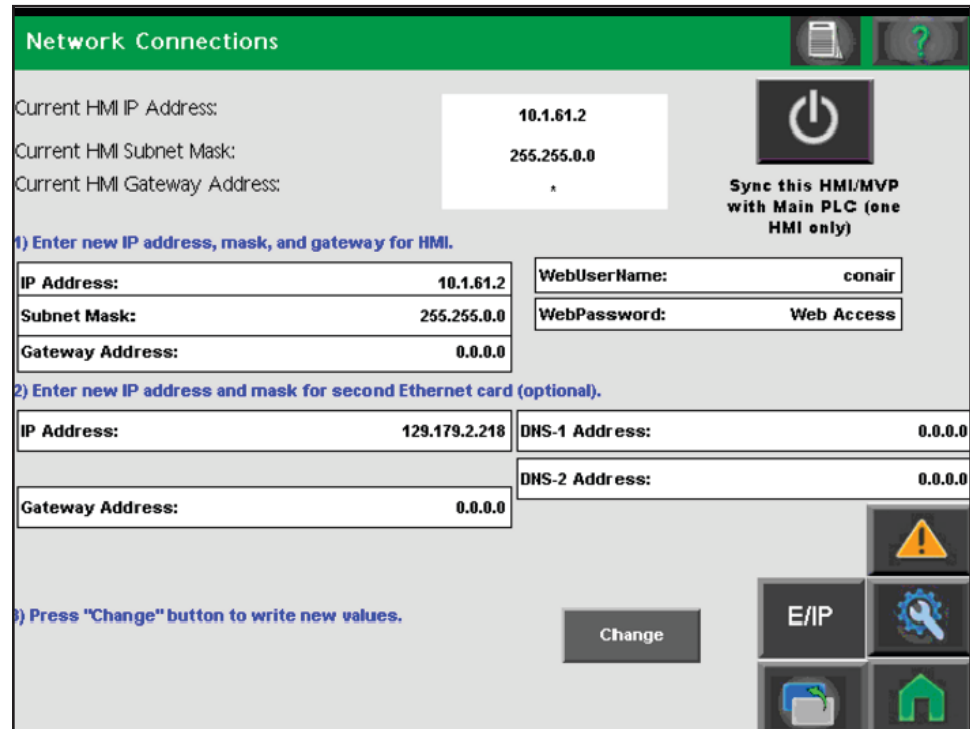 Network Connections
?
Current HMI IP Address: 10.1.61.2
Current HMI Subnet Mask: 255.255.0.0
Current HMI Gateway Address: *
Sync this HMI/MVP
with Main PLC (one
HMI only)
1) Enter new IP address, mask, and gateway for HMI.
IP Address: 10.1.61.2
WebUserName: conair
Subnet Mask: 255.255.0.0
WebPassword: Web Access
Gateway Address: 0.0.0.0
2) Enter new IP address and mask for second Ethernet card (optional).
IP Address: 129.179.2.218
DNS-1 Address: 0.0.0.0
DNS-2 Address: 0.0.0.0
Gateway Address: 0.0.0.0
3) Press "Change" button to write new values.
Change
E/IP